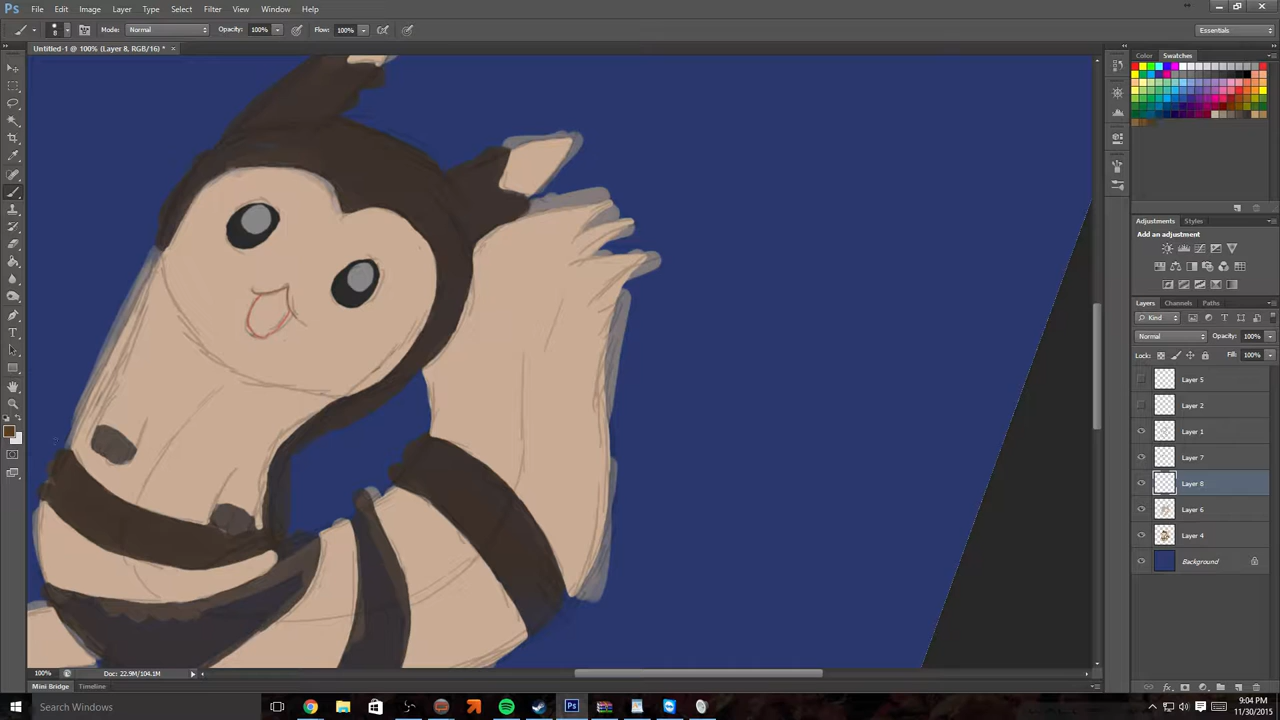 Ps File Edit Image Layer Type Select Filter 3D View Window Help
8 Mode: Normal Opacity: 100% Flow: 100% Essentials
Untitled-1 @ 100% (Layer 8, RGB/16) * ×
Color Swatches
Adjustments Styles
Add an adjustment
Layers Channels Paths
Kind
Normal Opacity: 100%
Lock: Fill: 100%
Layer 5
Layer 2
Layer 1
Layer 7
Layer 8
Layer 6
Layer 4
Background
100% Doc: 22.9M/104.1M
Mini Bridge Timeline
Search Windows
9:04 PM
11/30/2015